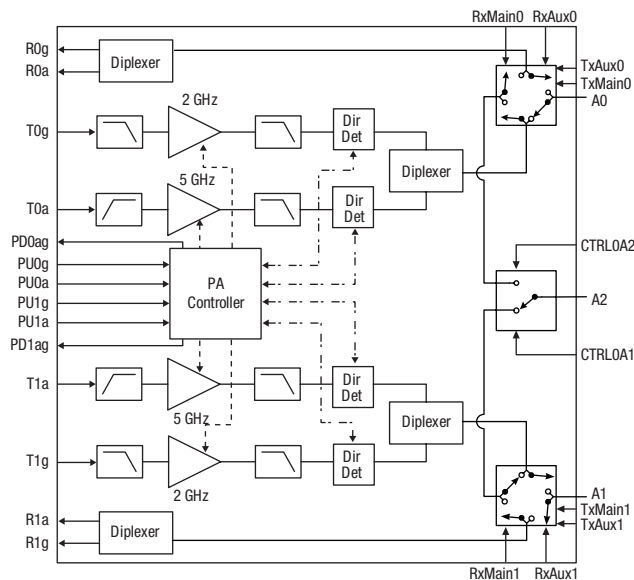 RxMain0 RxAux0
R0g
R0a
Diplexer
TxAux0
TxMain0
A0
2 GHz
T0g
Dir
Det
Diplexer
5 GHz
T0a
Dir
Det
PD0ag
PU0g
PU0a
PU1g
PU1a
PD1ag
PA
Controller
CTRL0A2
A2
CTRL0A1
T1a
5 GHz
Dir
Det
Diplexer
T1g
2 GHz
Dir
Det
A1
TxMain1
TxAux1
R1a
R1g
Diplexer
RxMain1 RxAux1